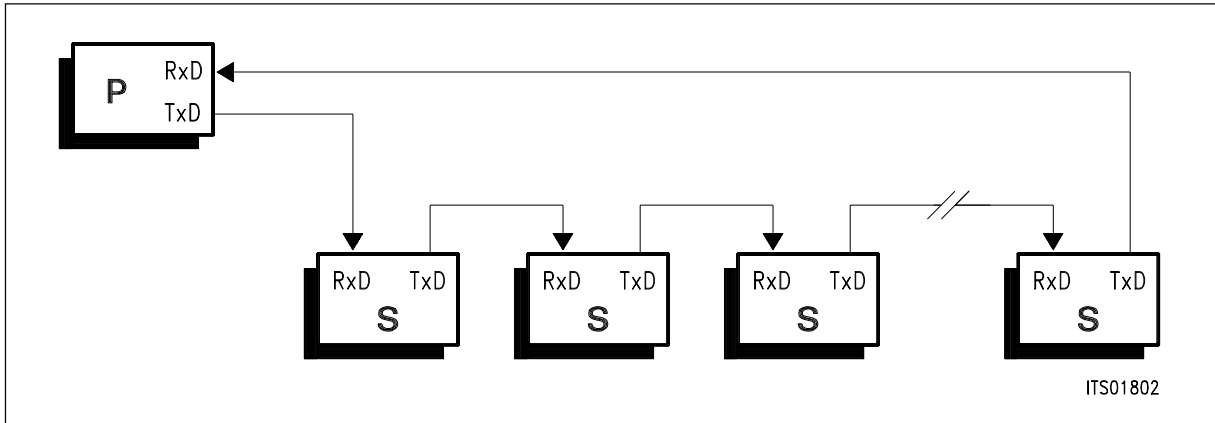 P RxD
TxD
RxD TxD
S
RxD TxD
S
RxD TxD
S
RxD TxD
S
ITS01802